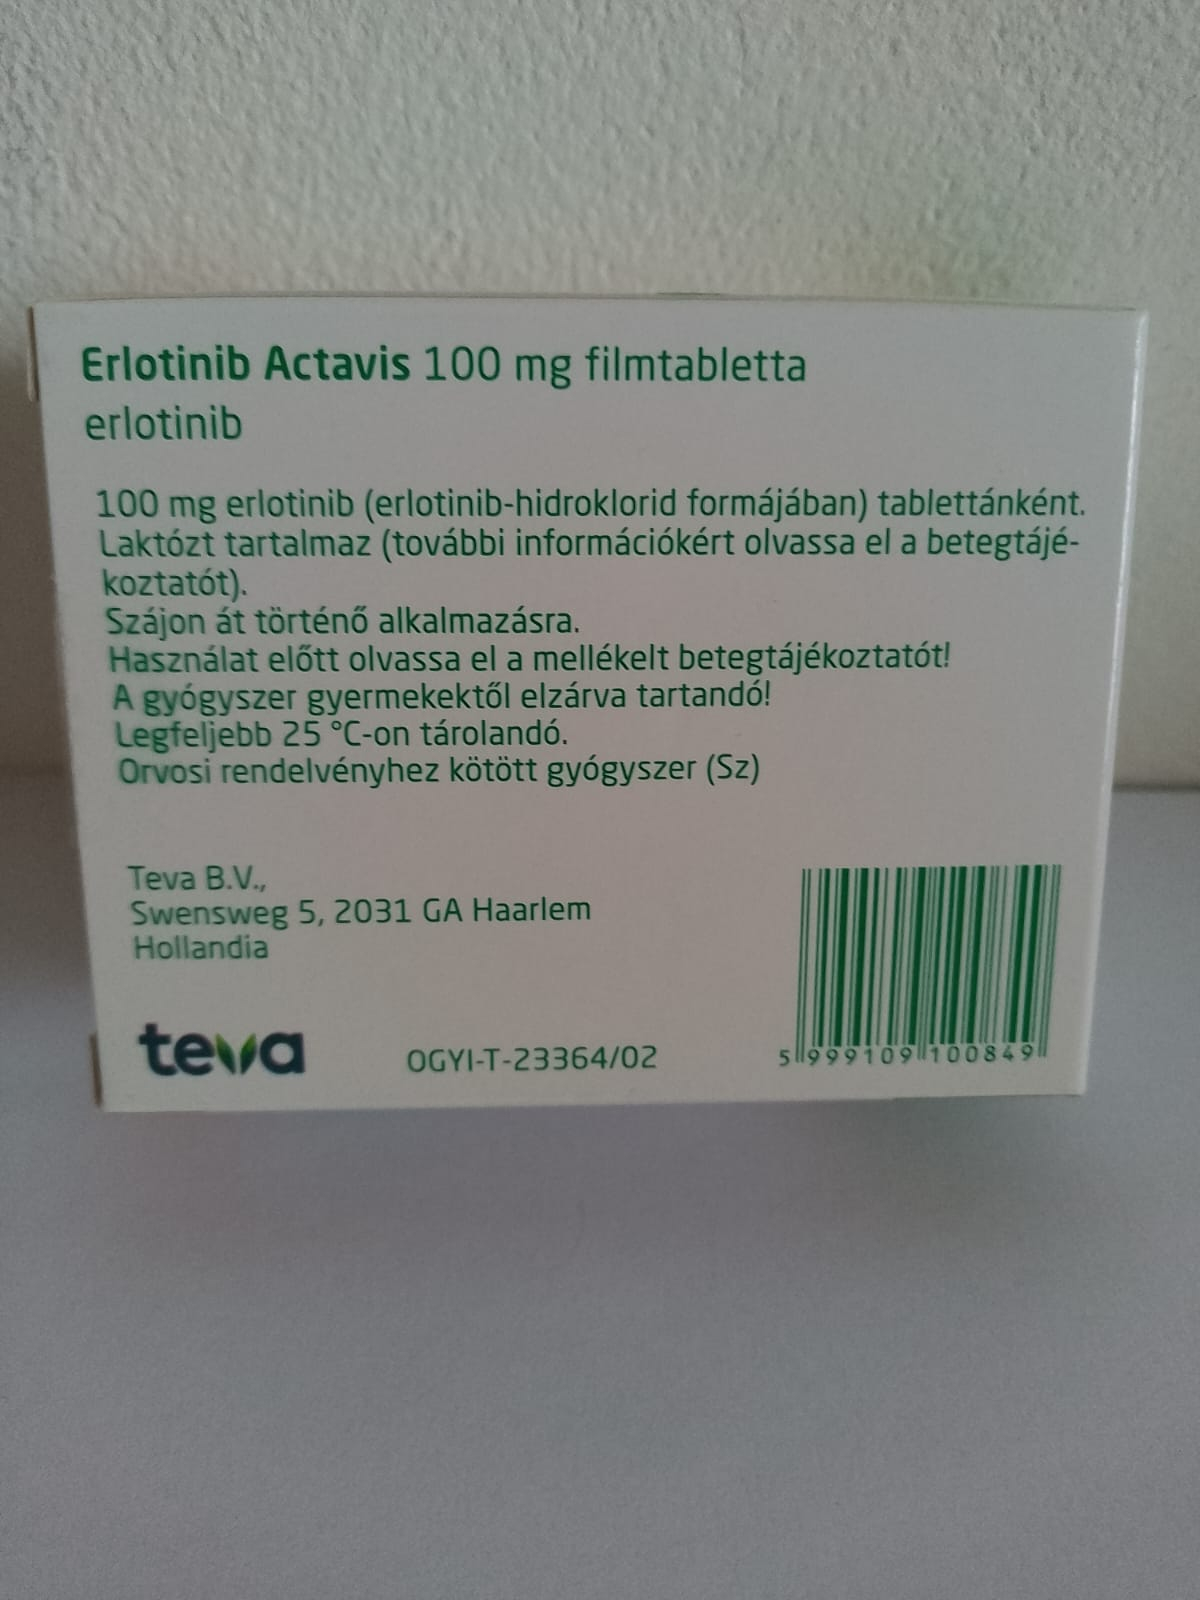 Erlotinib Actavis 100 mg filmtabletta
erlotinib
100 mg erlotinib (erlotinib-hidroklorid formájában) tablettánként.
Laktózt tartalmaz (további információkért olvassa el a betegtájé-
koztatót).
Szájon át történő alkalmazásra.
Használat előtt olvassa el a mellékelt betegtájékoztatót!
A gyógyszer gyermekektől elzárva tartandó!
Legfeljebb 25 °C-on tárolandó.
Orvosi rendelvényhez kötött gyógyszer (Sz)
Teva B.V.,
Swensweg 5, 2031 GA Haarlem
Hollandia
teva
OGYI-T-23364/02
5 999109 100849